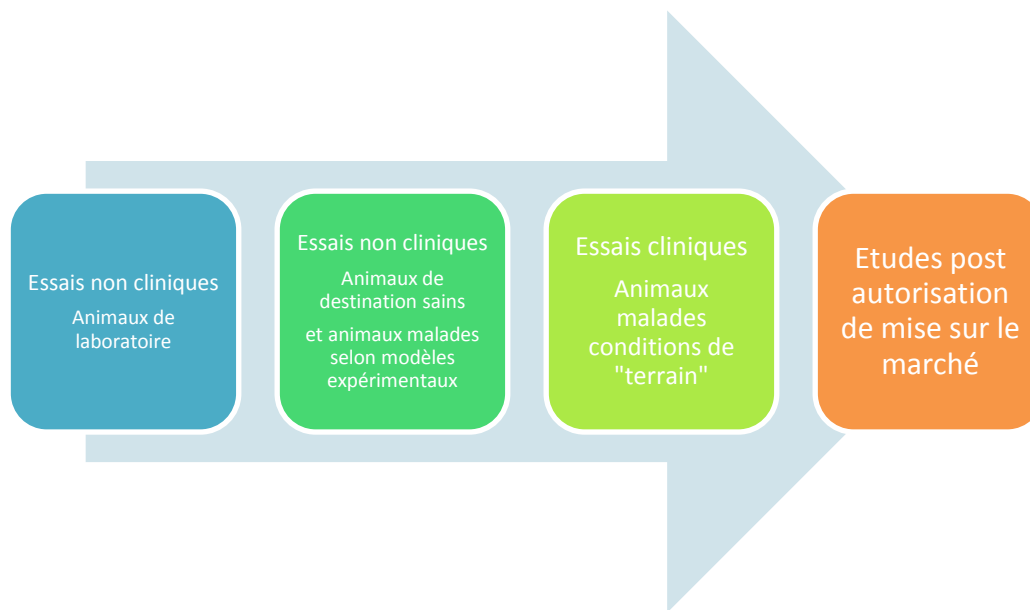 Essais non cliniques
Animaux de
laboratoire
Essais non cliniques
Animaux de
destination sains
et animaux malades
selon modèles
expérimentaux
Essais cliniques
Animaux
malades
conditions de
"terrain"
Etudes post
autorisation
de mise sur le
marché